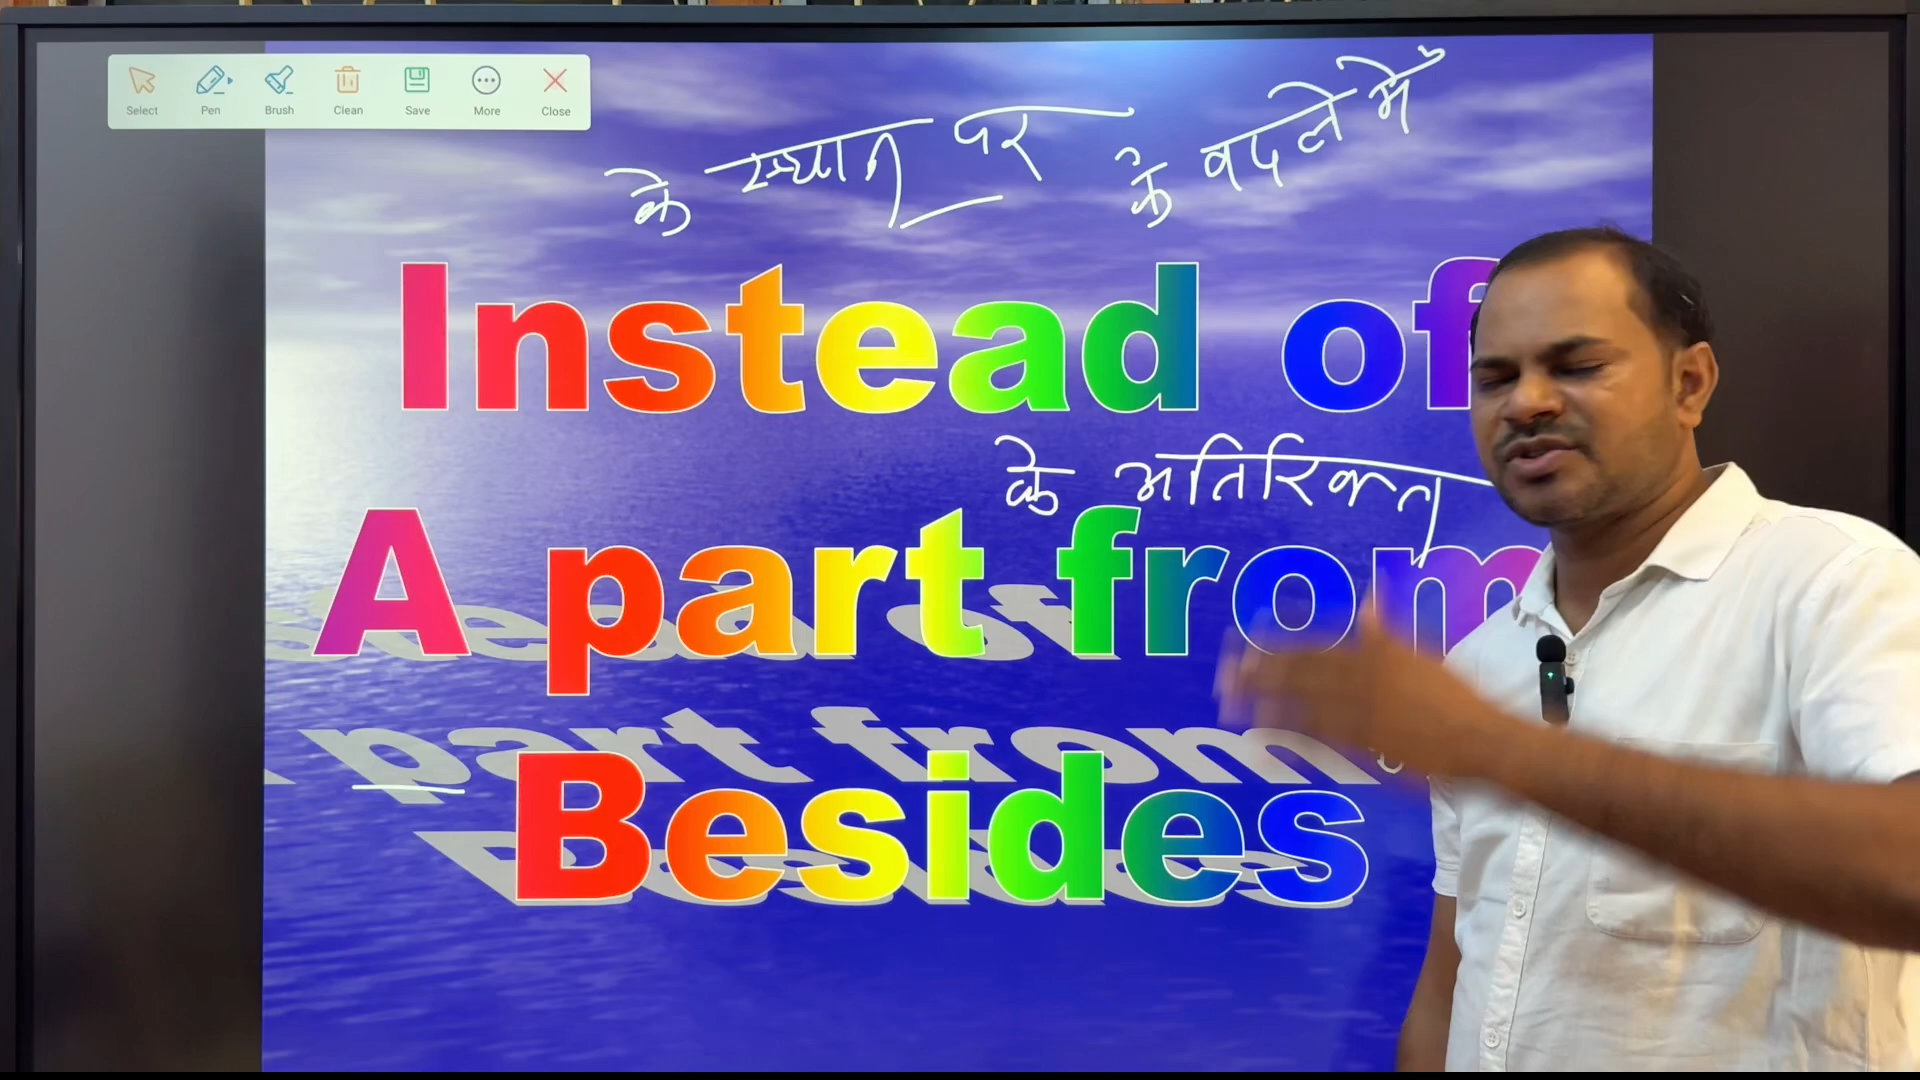 Select Pen Brush Clean Save More Close
के स्थान पर के बदले में
Instead of
के अतिरिक्त
A part from
Besides